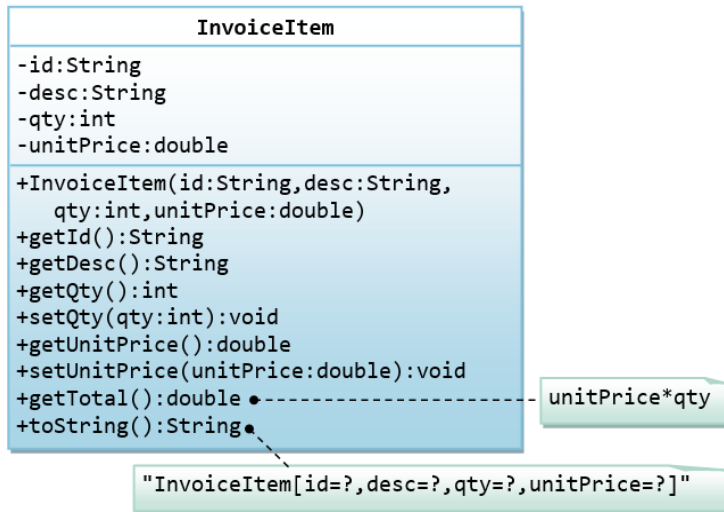 InvoiceItem
-id:String
-desc:String
-qty:int
-unitPrice:double
+InvoiceItem(id:String,desc:String,
qty:int,unitPrice:double)
+getId():String
+getDesc():String
+getQty():int
+setQty(qty:int):void
+getUnitPrice():double
+setUnitPrice(unitPrice:double):void
+getTotal():double
unitPrice*qty
+toString():String
"InvoiceItem[id=?,desc=?,qty=?,unitPrice=?]"